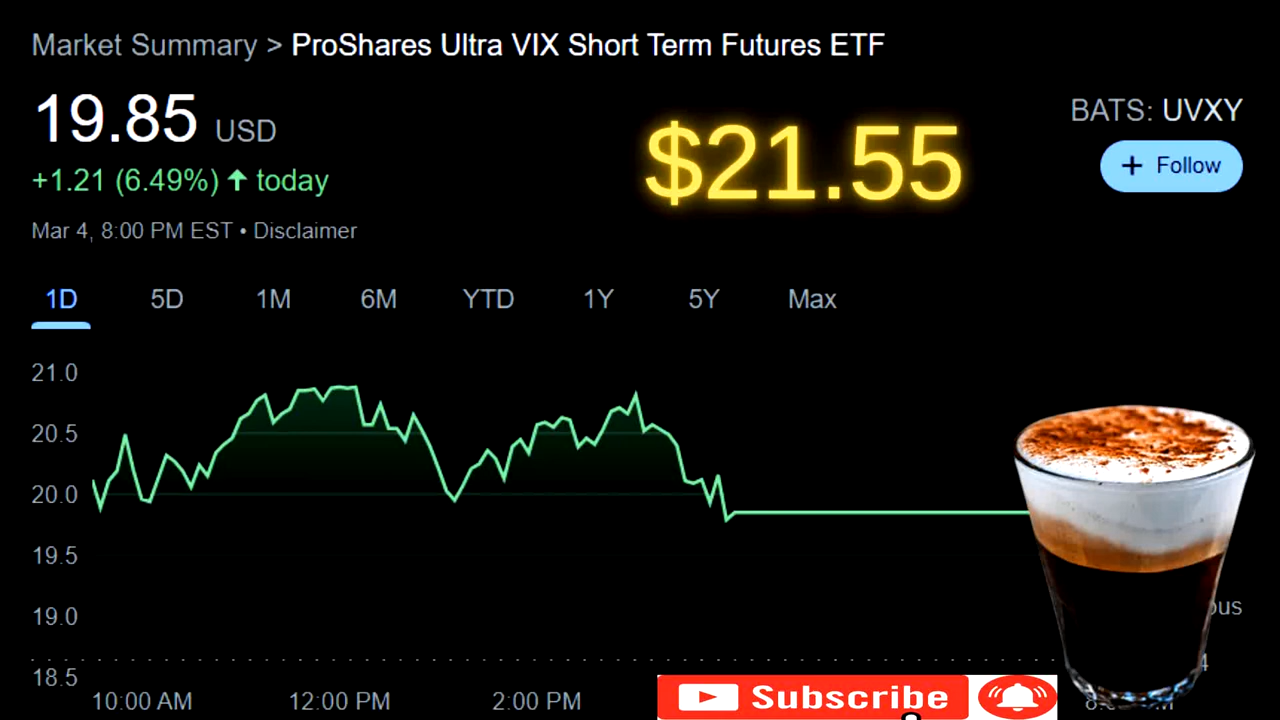 Market Summary > ProShares Ultra VIX Short Term Futures ETF
19.85 USD
$21.55
BATS: UVXY
+ Follow
+1.21 (6.49%) ↑ today
Mar 4, 8:00 PM EST • Disclaimer
1D 5D 1M 6M YTD 1Y 5Y Max
21.0
20.5
20.0
19.5
19.0
18.5
10:00 AM 12:00 PM 2:00 PM
Subscribe